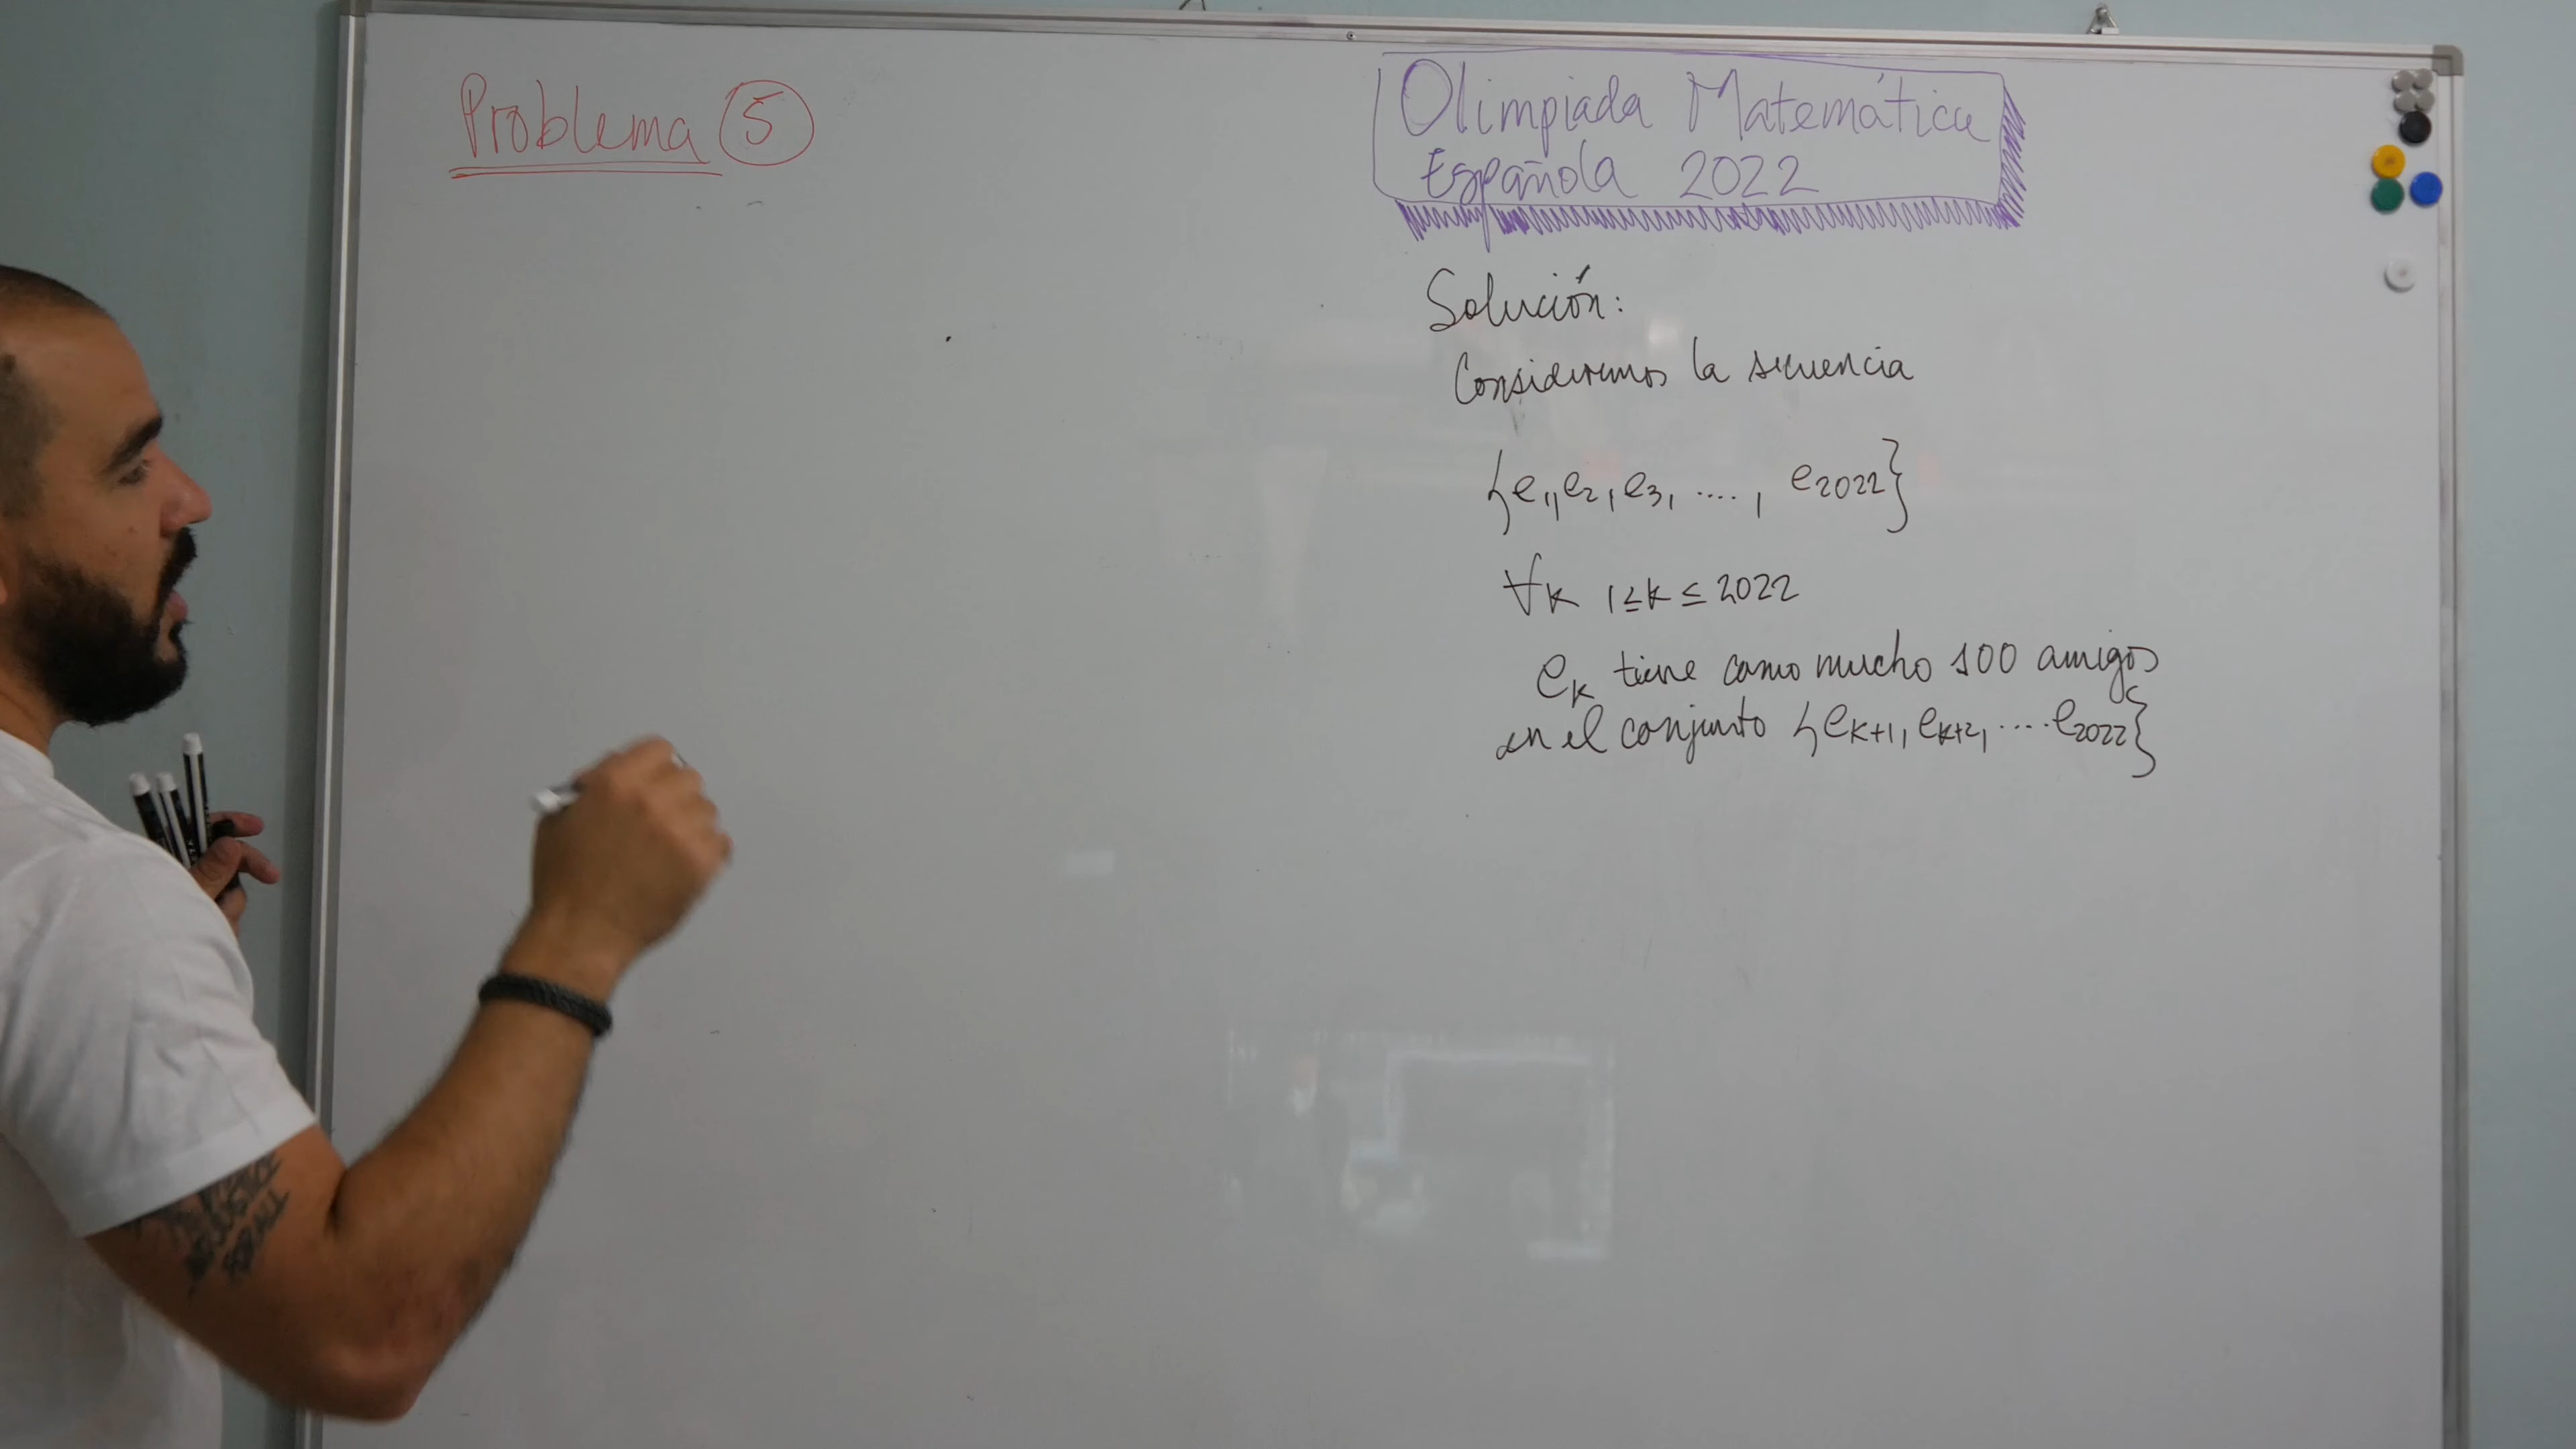 Problema 5
Olimpiada Matemática
Española 2022
Solución:
Consideremos la secuencia
{e1, e2, e3, ...., e2022}
∀k 1≤k≤2022
ek tiene como mucho 100 amigos
en el conjunto {ek+1, ek+2, ....e2022}